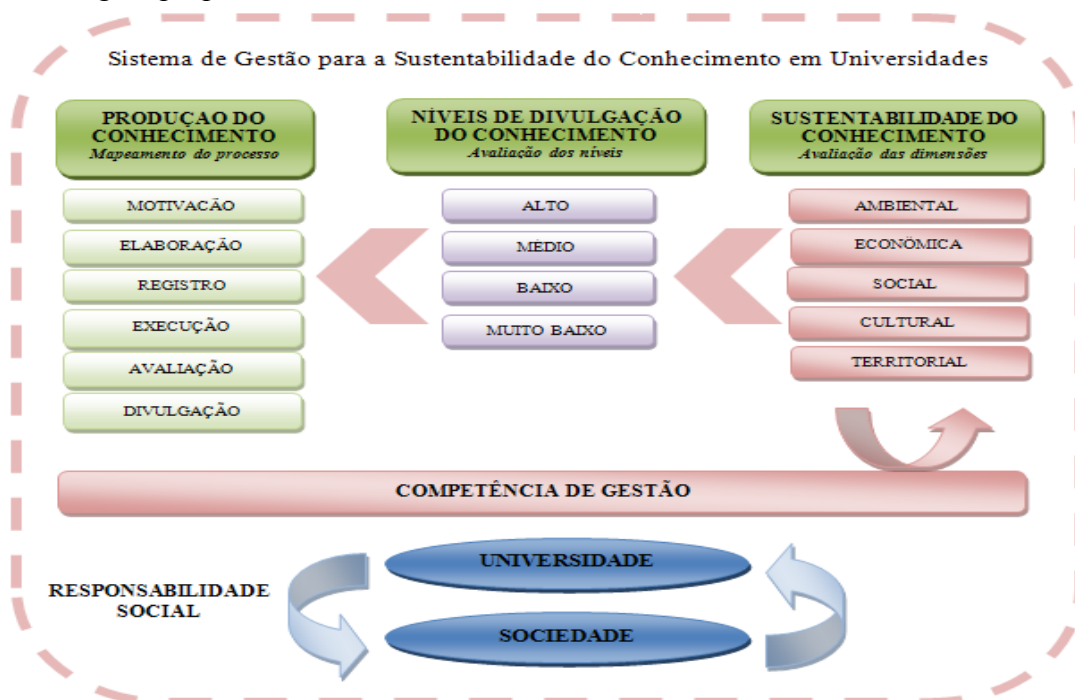 Sistema de Gestão para a Sustentabilidade do Conhecimento em Universidades
PRODUÇAO DO
CONHECIMENTO
Mapeamento do processo
MOTIVACÃO
ELABORAÇÃO
REGISTRO
EXECUÇÃO
AVALIAÇÃO
DIVULGAÇÃO
NÍVEIS DE DIVULGAÇÃO
DO CONHECIMENTO
Avaliação dos níveis
ALTO
MÉDIO
BAIXO
MUITO BAIXO
SUSTENTABILIDADE DO
CONHECIMENTO
Avaliação das dimensões
AMBIENTAL
ECONÔMICA
SOCIAL
CULTURAL
TERRITORIAL
COMPETÊNCIA DE GESTÃO
RESPONSABILIDADE
SOCIAL
UNIVERSIDADE
SOCIEDADE